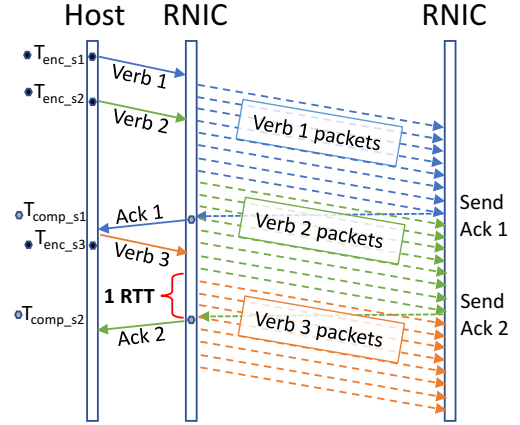 Host
RNIC
RNIC
T_enc_s1
Verb 1
T_enc_s2
Verb 2
Verb 1 packets
T_comp_s1
Ack 1
Send
Ack 1
Verb 2 packets
T_enc_s3
Verb 3
1 RTT
Send
Ack 2
T_comp_s2
Ack 2
Verb 3 packets